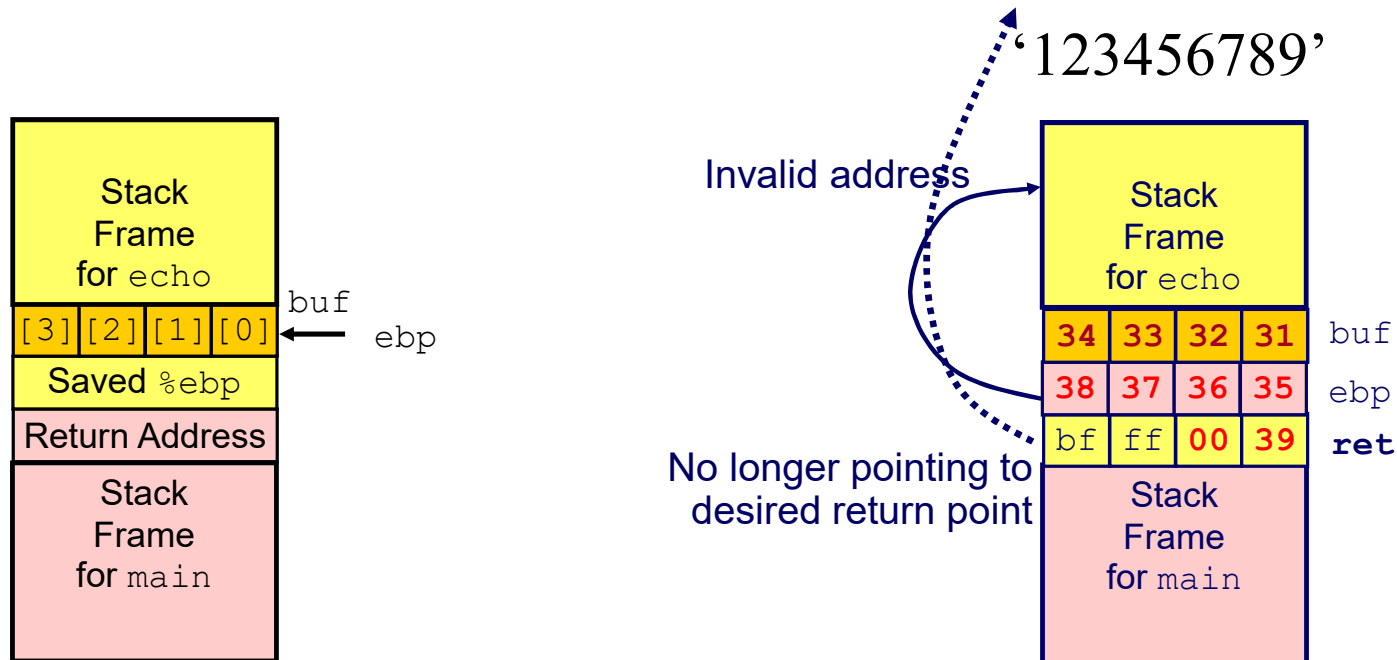 ‘123456789’
Stack
Frame
for echo
buf
[3] [2] [1] [0]
ebp
Saved %ebp
Return Address
Stack
Frame
for main
Invalid address
Stack
Frame
for echo
34 33 32 31 buf
38 37 36 35 ebp
bf ff 00 39 ret
No longer pointing to
desired return point
Stack
Frame
for main